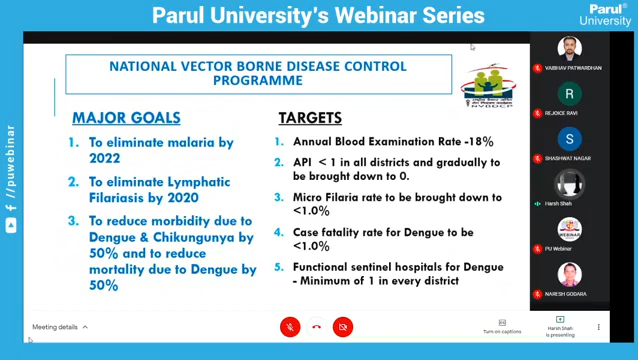 Parul University's Webinar Series
Parul®
University
/puwebinar
NATIONAL VECTOR BORNE DISEASE CONTROL
PROGRAMME
NVBDCP
MAJOR GOALS
1. To eliminate malaria by
2022
2. To eliminate Lymphatic
Filariasis by 2020
3. To reduce morbidity due to
Dengue & Chikungunya by
50% and to reduce
mortality due to Dengue by
50%
TARGETS
1. Annual Blood Examination Rate -18%
2. API < 1 in all districts and gradually to
be brought down to 0.
3. Micro Filaria rate to be brought down to
<1.0%
4. Case fatality rate for Dengue to be
<1.0%
5. Functional sentinel hospitals for Dengue
- Minimum of 1 in every district
VAIBHAV PATWARDHAN
R
REJOICE RAVI
S
SHASHWAT NAGAR
Harsh Shah
WEBINAR
PU Webinar
NARESH GODARA
Meeting details
Turn on captions
Harsh Shah
is presenting